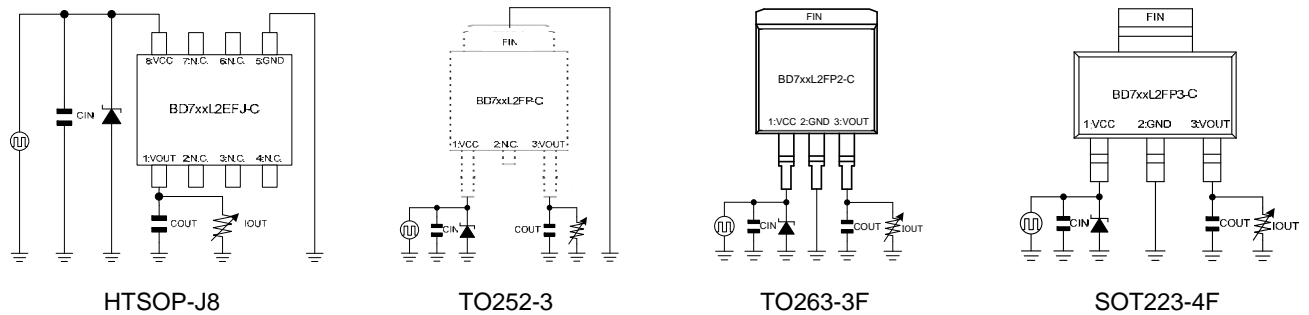 8:VCC 7:N.C. 6:N.C. 5:GND
BD7xxL2EFJ-C
CIN
1:VOUT 2:N.C. 3:N.C. 4:N.C.
COUT IOUT
HTSOP-J8
FIN
BD7xxL2FP-C
1:VCC 2:N.C. 3:VOUT
CIN COUT
TO252-3
FIN
BD7xxL2FP2-C
1:VCC 2:GND 3:VOUT
CIN COUT IOUT
TO263-3F
FIN
BD7xxL2FP3-C
1:VCC 2:GND 3:VOUT
CIN COUT IOUT
SOT223-4F